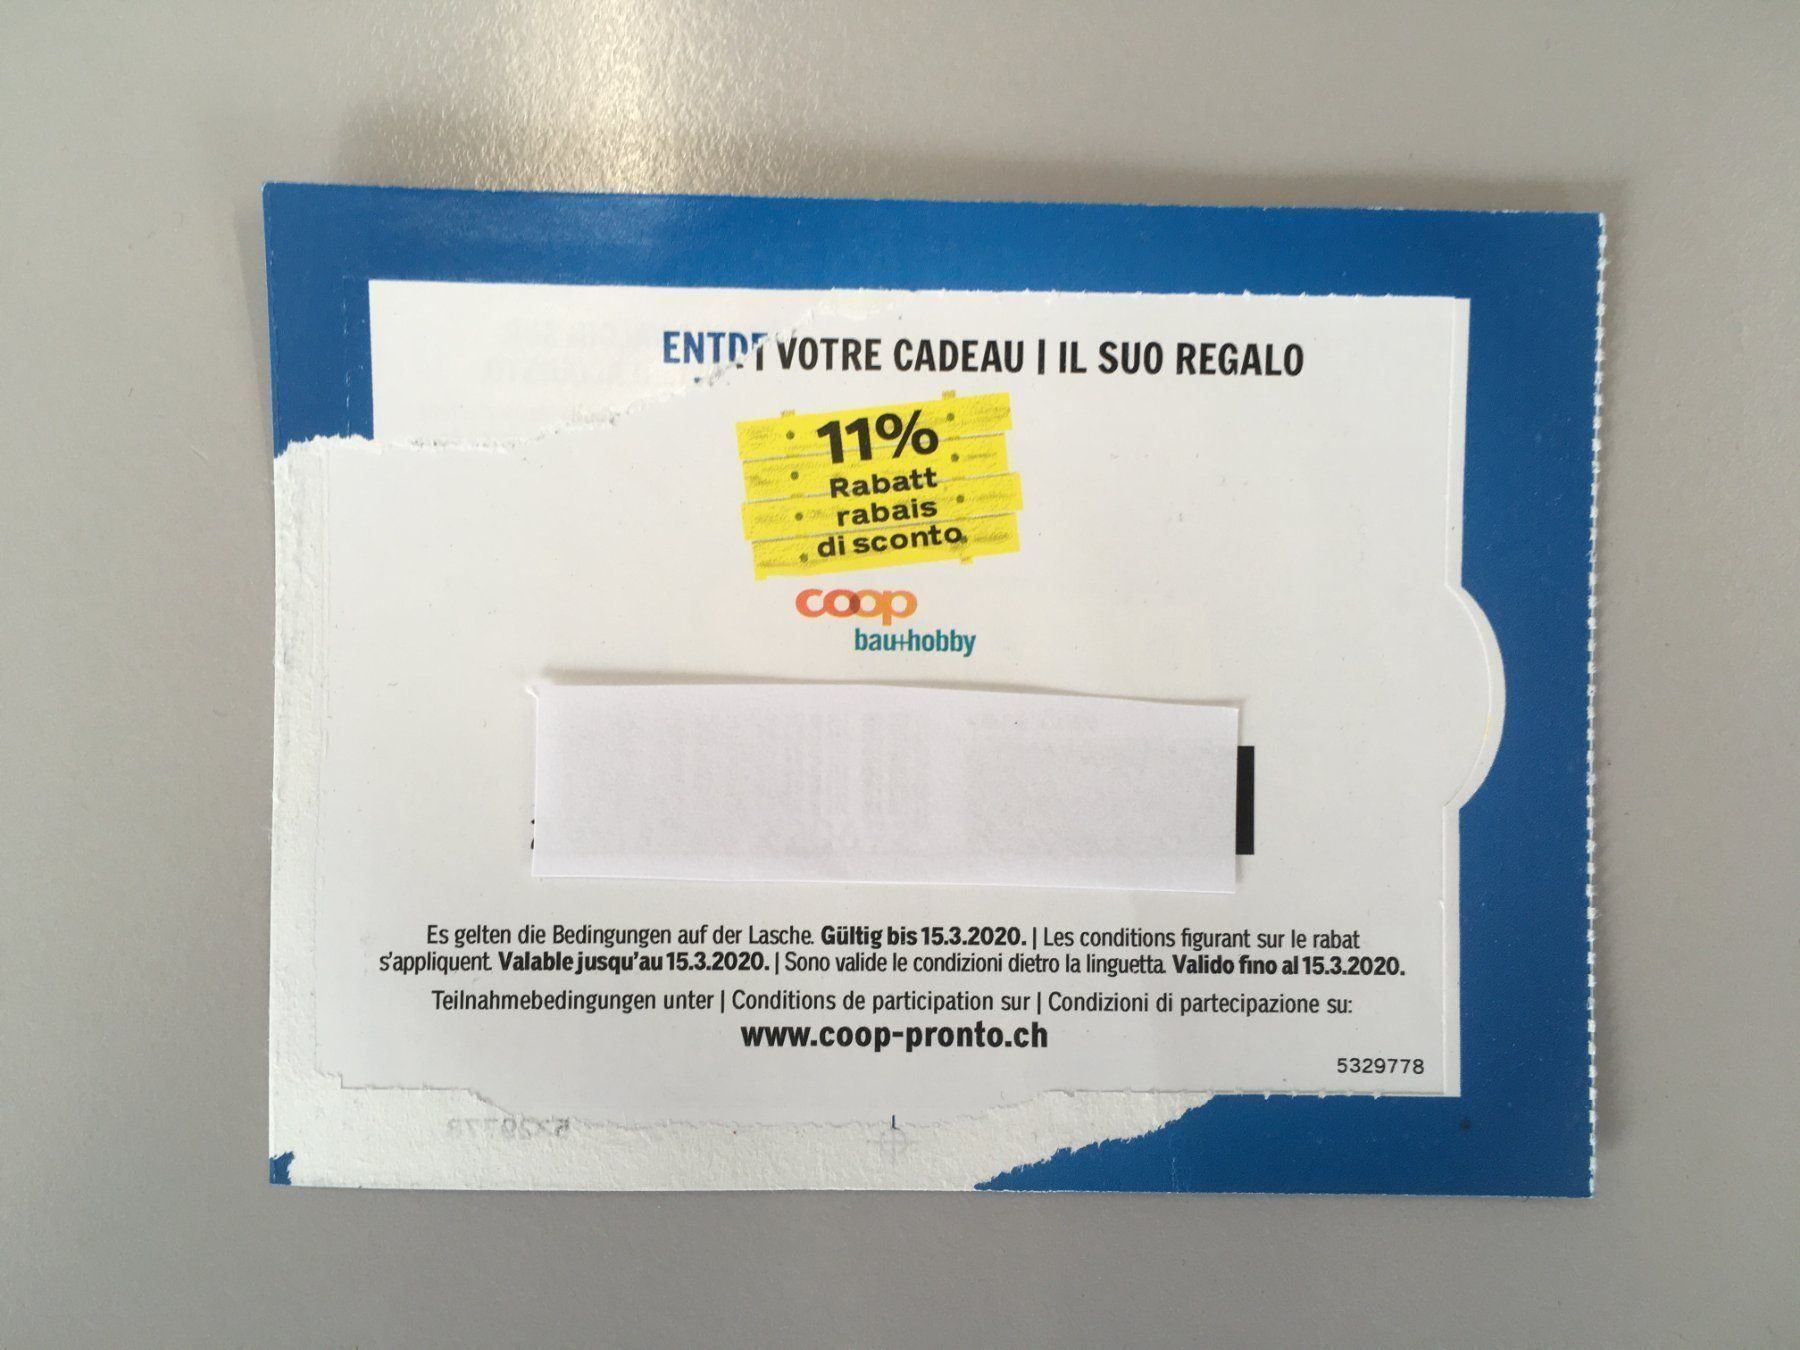 VOTRE CADEAU | IL SUO REGALO
11%
Rabatt
rabais
di sconto
coop
bau+hobby
Es gelten die Bedingungen auf der Lasche. Gültig bis 15.3.2020. | Les conditions figurant sur le rabat
s'appliquent. Valable jusqu'au 15.3.2020. | Sono valide le condizioni dietro la linguetta. Valido fino al 15.3.2020.
Teilnahmebedingungen unter | Conditions de participation sur | Condizioni di partecipazione su:
www.coop-pronto.ch
5329778